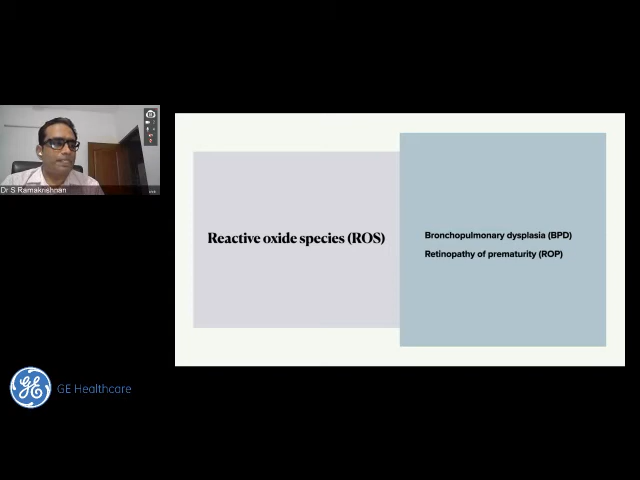 Dr S Ramakrishnan
Reactive oxide species (ROS)
Bronchopulmonary dysplasia (BPD)
Retinopathy of prematurity (ROP)
GE Healthcare